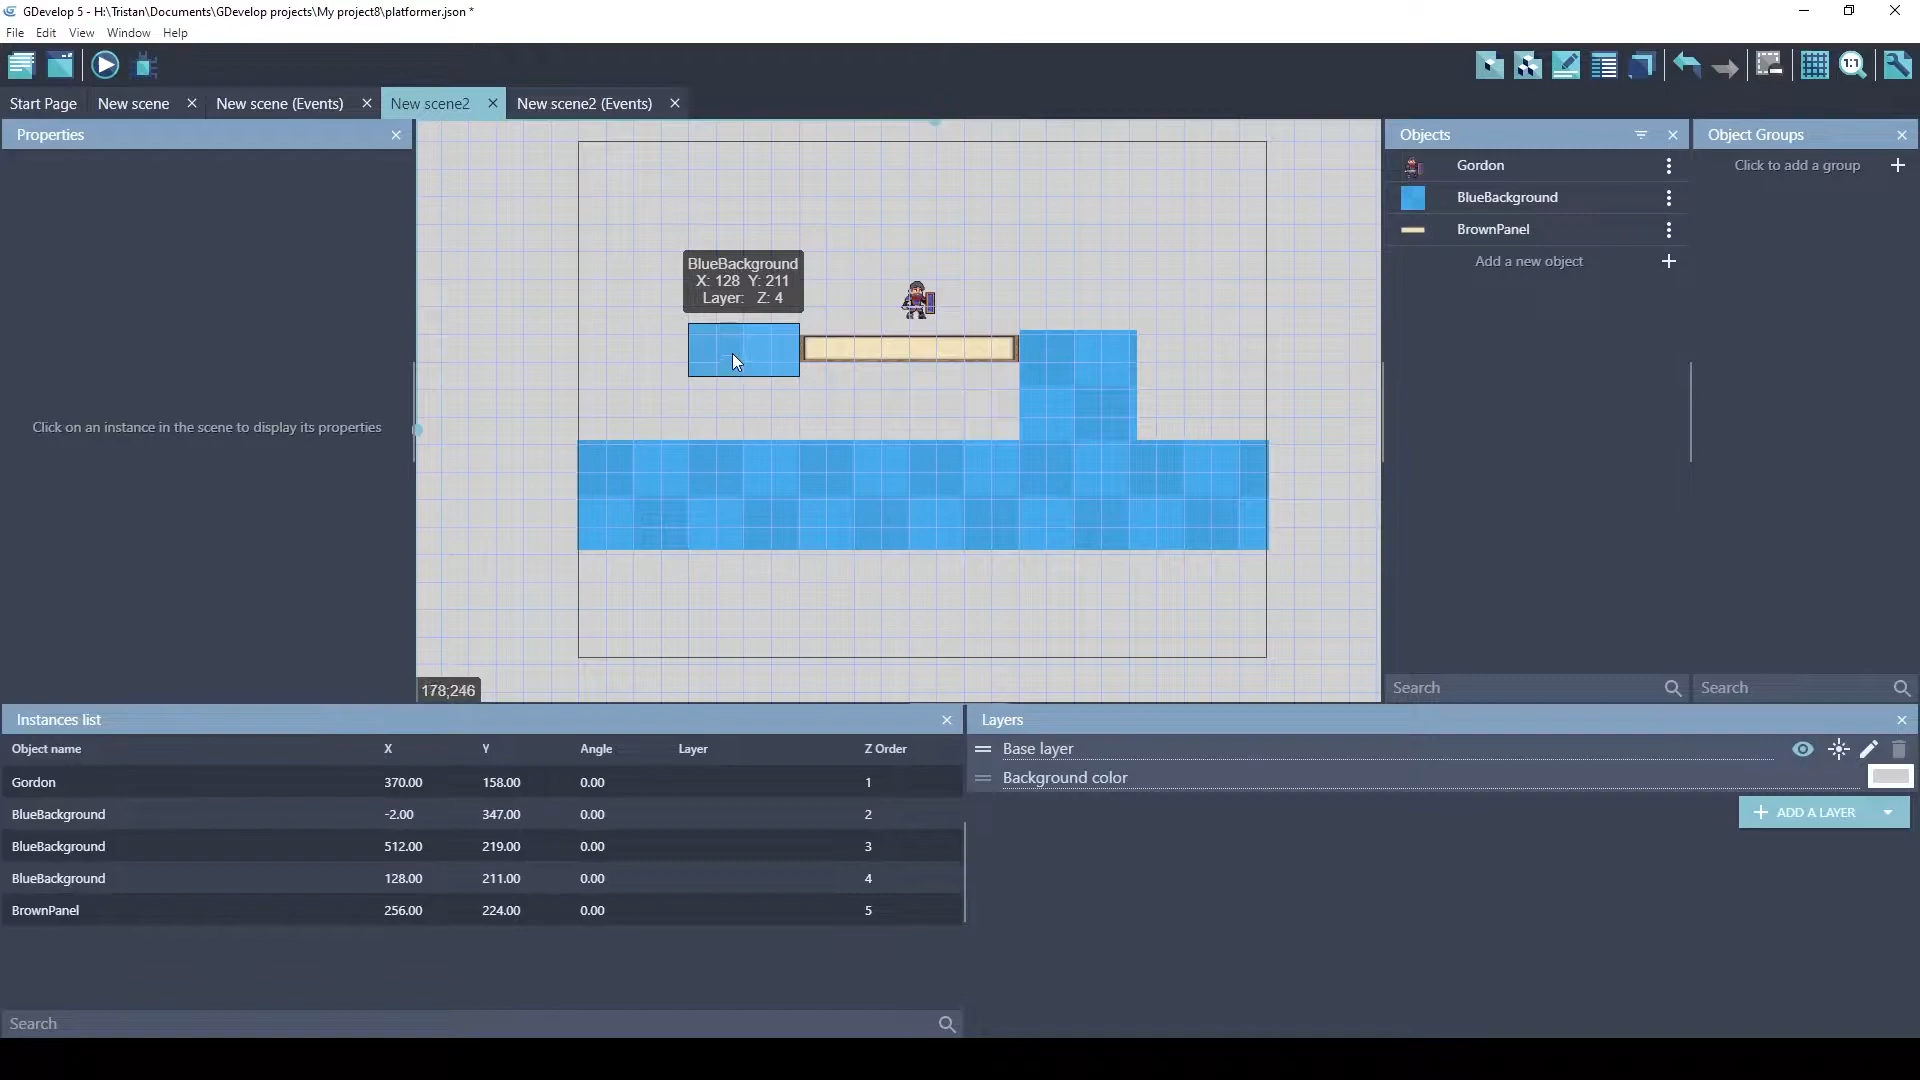 GDevelop 5 - H:\Tristan\Documents\GDevelop projects\My project8\platformer.json *
File Edit View Window Help
1:1
Start Page New scene New scene (Events) New scene2 New scene2 (Events)
Properties
Click on an instance in the scene to display its properties
BlueBackground
X: 128 Y: 211
Layer: Z: 4
178;246
Objects
Gordon
BlueBackground
BrownPanel
Add a new object
Search
Object Groups
Click to add a group
Search
Instances list
Object name X Y Angle Layer Z Order
Gordon 370.00 158.00 0.00 1
BlueBackground -2.00 347.00 0.00 2
BlueBackground 512.00 219.00 0.00 3
BlueBackground 128.00 211.00 0.00 4
BrownPanel 256.00 224.00 0.00 5
Search
Layers
Base layer
Background color
ADD A LAYER